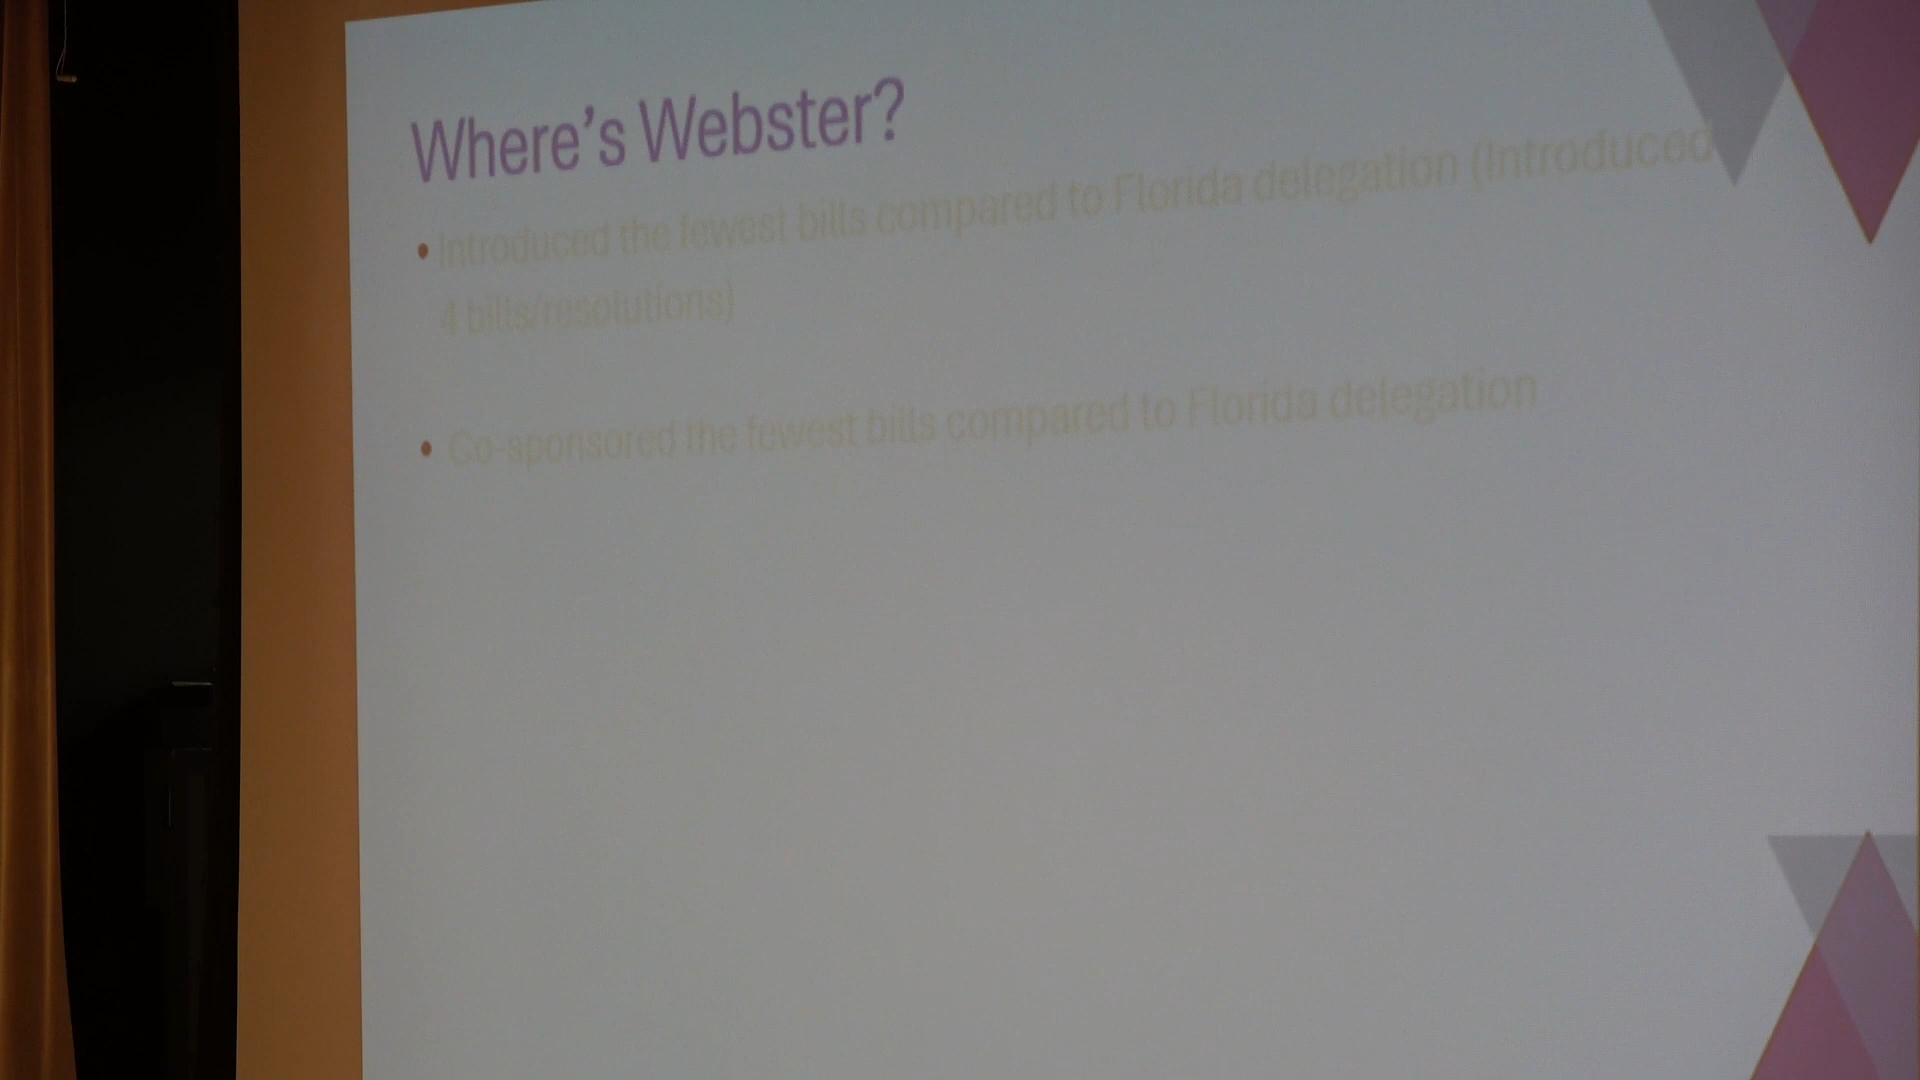 Where's Webster?
• Introduced the fewest bills compared to Florida delegation (Introduced
4 bills/resolutions)
• Co-sponsored the fewest bills compared to Florida delegation